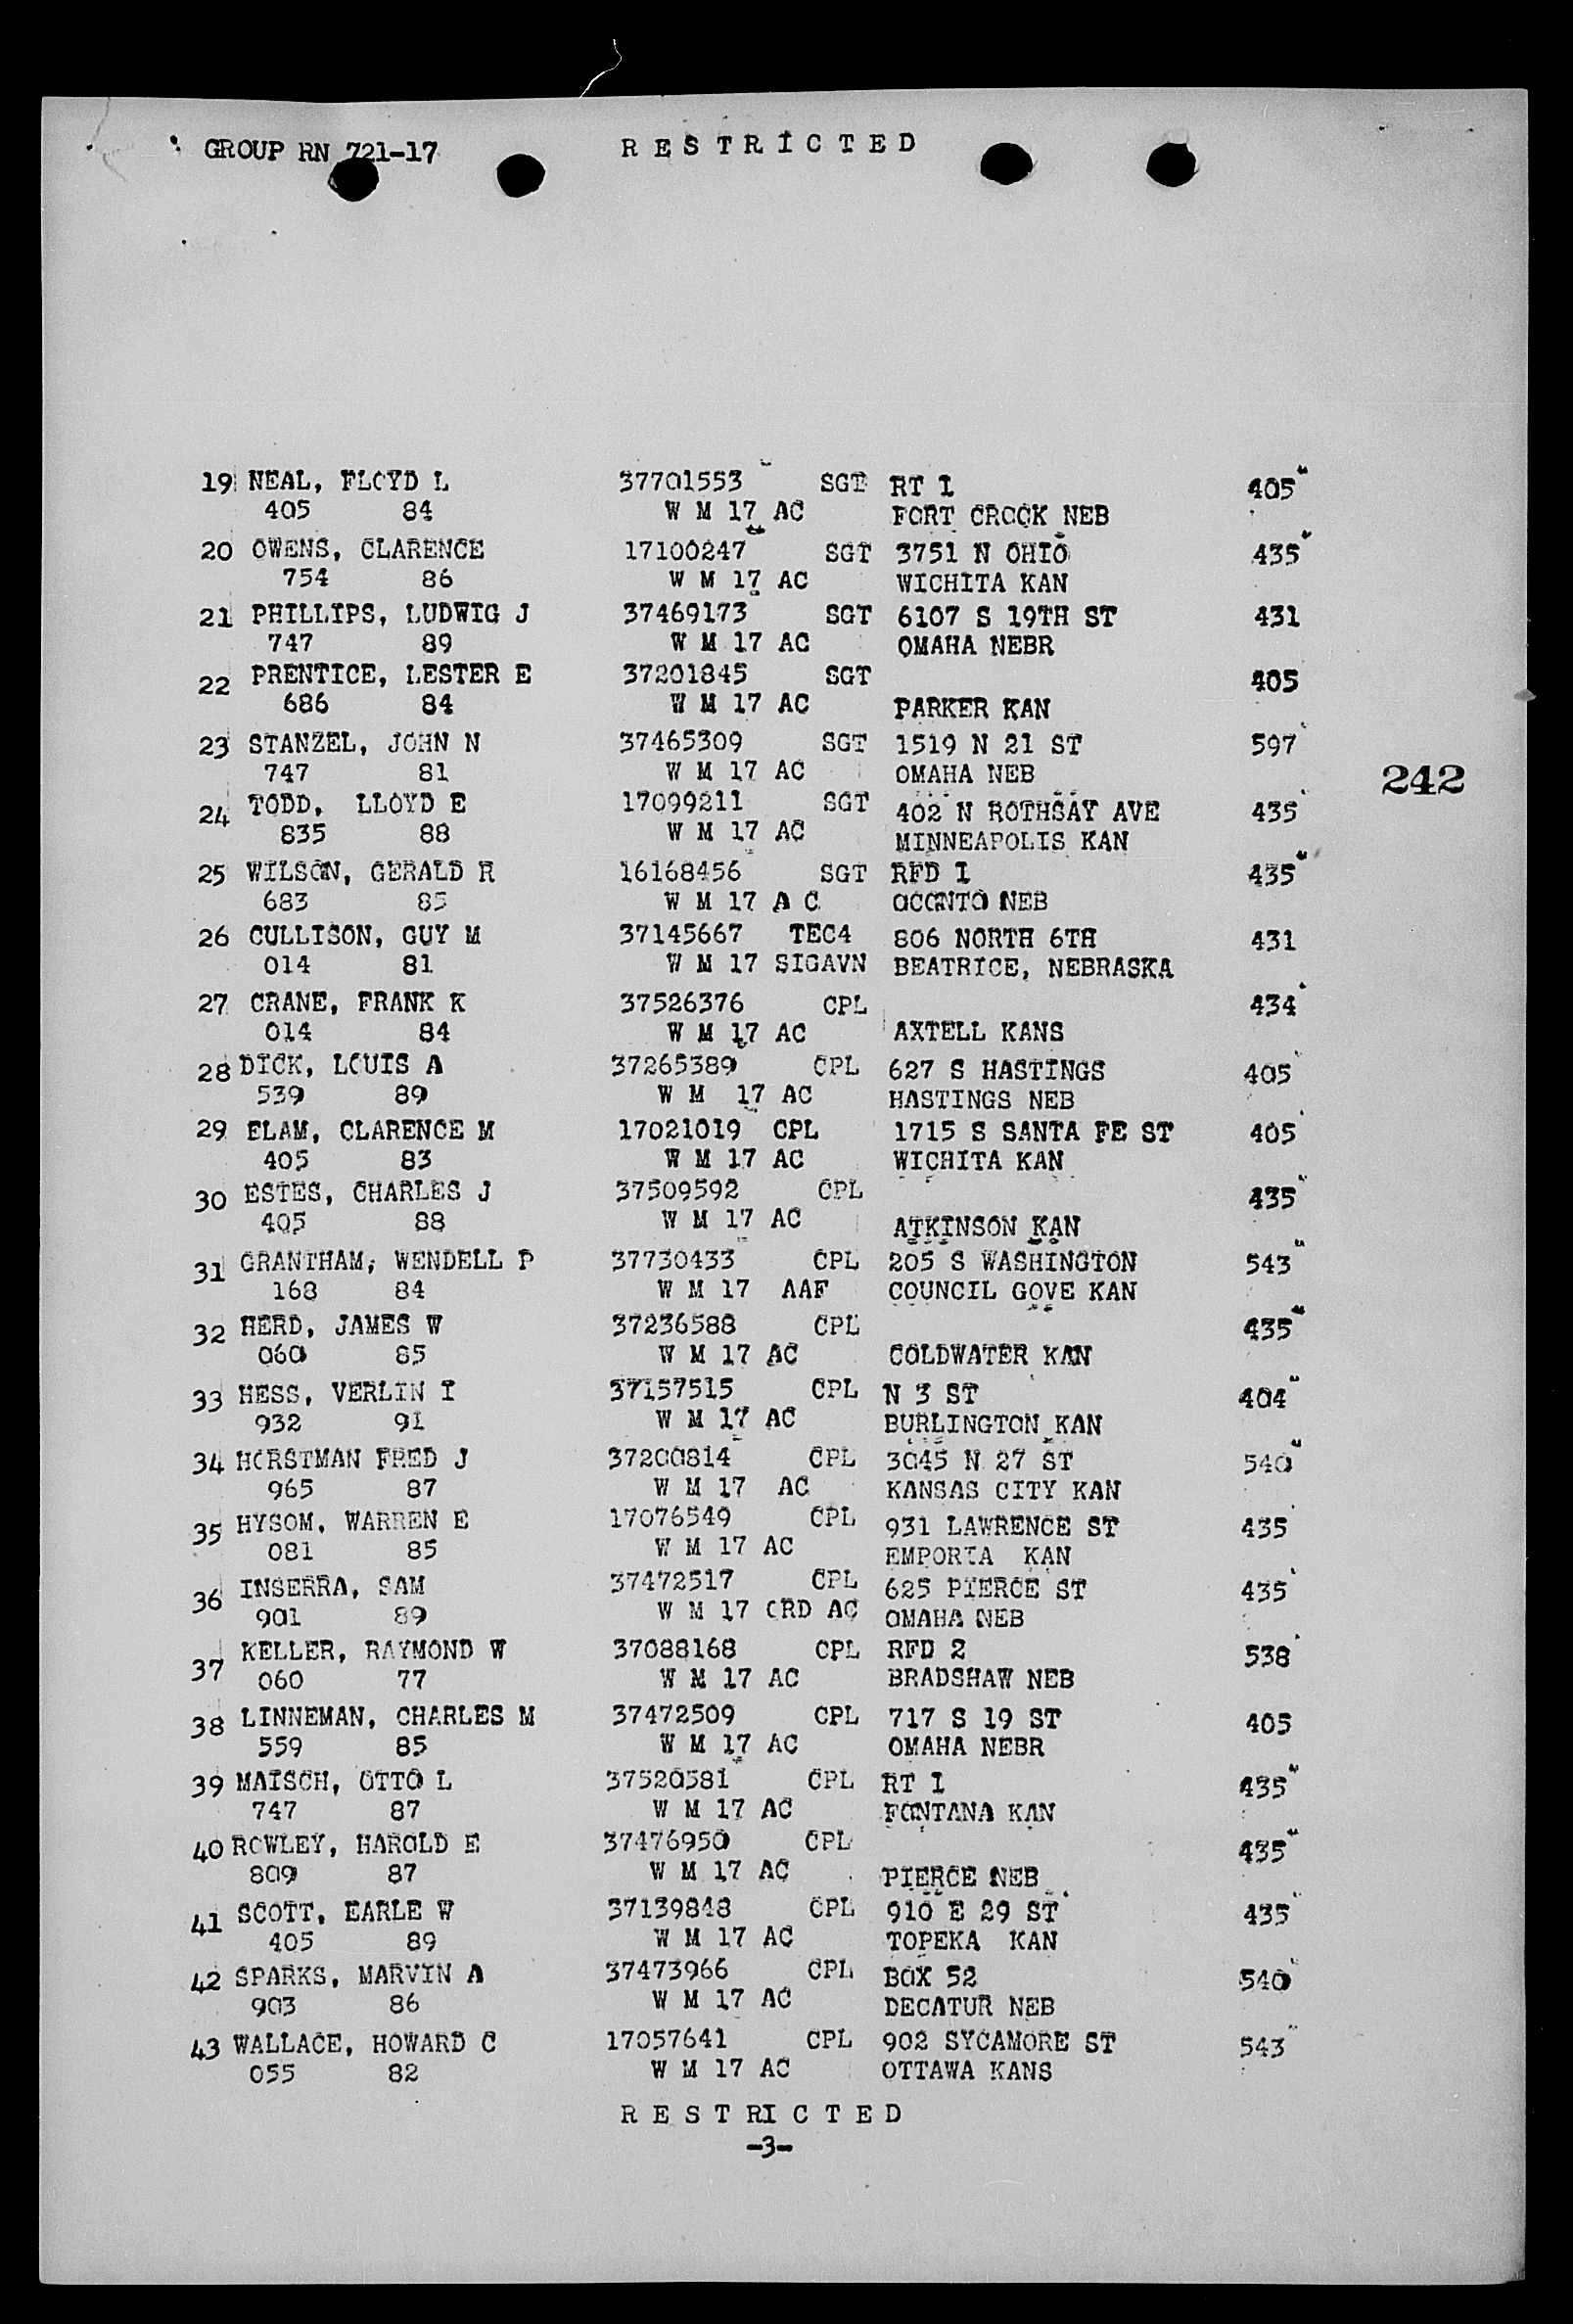 GROUP RN 721-17 R E S T R I C T E D
19 NEAL, FLOYD L 37701553 SGT RT 1 405
405 84 W M 17 AC FORT CROOK NEB
20 OWENS, CLARENCE 17100247 SGT 3751 N OHIO 435
754 86 W M 17 AC WICHITA KAN
21 PHILLIPS, LUDWIG J 37469173 SGT 6107 S 19TH ST 431
747 89 W M 17 AC OMAHA NEBR
22 PRENTICE, LESTER E 37201845 SGT 405
686 84 W M 17 AC PARKER KAN
23 STANZEL, JOHN N 37465309 SGT 1519 N 21 ST 597
747 81 W M 17 AC OMAHA NEB
242
24 TODD, LLOYD E 17099211 SGT 402 N ROTHSAY AVE 435
835 88 W M 17 AC MINNEAPOLIS KAN
25 WILSON, GERALD R 16168456 SGT RFD 1 435
683 85 W M 17 A C OCONTO NEB
26 CULLISON, GUY M 37145667 TEC4 806 NORTH 6TH 431
014 81 W M 17 SIGAVN BEATRICE, NEBRASKA
27 CRANE, FRANK K 37526376 CPL 434
014 84 W M 17 AC AXTELL KANS
28 DICK, LOUIS A 37265389 CPL 627 S HASTINGS 405
539 89 W M 17 AC HASTINGS NEB
29 ELAM, CLARENCE M 17021019 CPL 1715 S SANTA FE ST 405
405 83 W M 17 AC WICHITA KAN
30 ESTES, CHARLES J 37509592 CPL 435
405 88 W M 17 AC ATKINSON KAN
31 GRANTHAM, WENDELL P 37730433 CPL 205 S WASHINGTON 543
168 84 W M 17 AAF COUNCIL GOVE KAN
32 HERD, JAMES W 37236588 CPL 435
060 85 W M 17 AC COLDWATER KAN
33 HESS, VERLIN I 37157515 CPL N 3 ST 404
932 91 W M 17 AC BURLINGTON KAN
34 HORSTMAN FRED J 37200814 CPL 3045 N 27 ST 540
965 87 W M 17 AC KANSAS CITY KAN
35 HYSOM, WARREN E 17076549 CPL 931 LAWRENCE ST 435
081 85 W M 17 AC EMPORIA KAN
36 INSERRA, SAM 37472517 CPL 625 PIERCE ST 435
901 89 W M 17 ORD AC OMAHA NEB
37 KELLER, RAYMOND W 37088168 CPL RFD 2 538
060 77 W M 17 AC BRADSHAW NEB
38 LINNEMAN, CHARLES M 37472509 CPL 717 S 19 ST 405
559 85 W M 17 AC OMAHA NEBR
39 MAISCH, OTTO L 37520581 CPL RT 1 435
747 87 W M 17 AC FONTANA KAN
40 ROWLEY, HAROLD E 37476950 CPL 435
809 87 W M 17 AC PIERCE NEB
41 SCOTT, EARLE W 37139848 CPL 910 E 29 ST 435
405 89 W M 17 AC TOPEKA KAN
42 SPARKS, MARVIN A 37473966 CPL BOX 52 540
903 86 W M 17 AC DECATUR NEB
43 WALLACE, HOWARD C 17057641 CPL 902 SYCAMORE ST 543
055 82 W M 17 AC OTTAWA KANS
R E S T RI C T E D
-3-